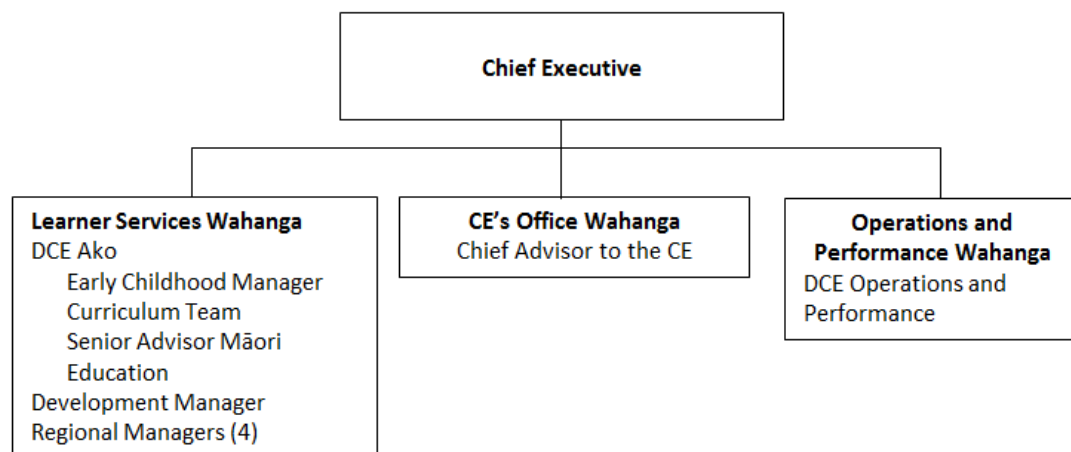 Chief Executive
Learner Services Wahanga
DCE Ako
Early Childhood Manager
Curriculum Team
Senior Advisor Māori
Education
Development Manager
Regional Managers (4)
CE’s Office Wahanga
Chief Advisor to the CE
Operations and
Performance Wahanga
DCE Operations and
Performance